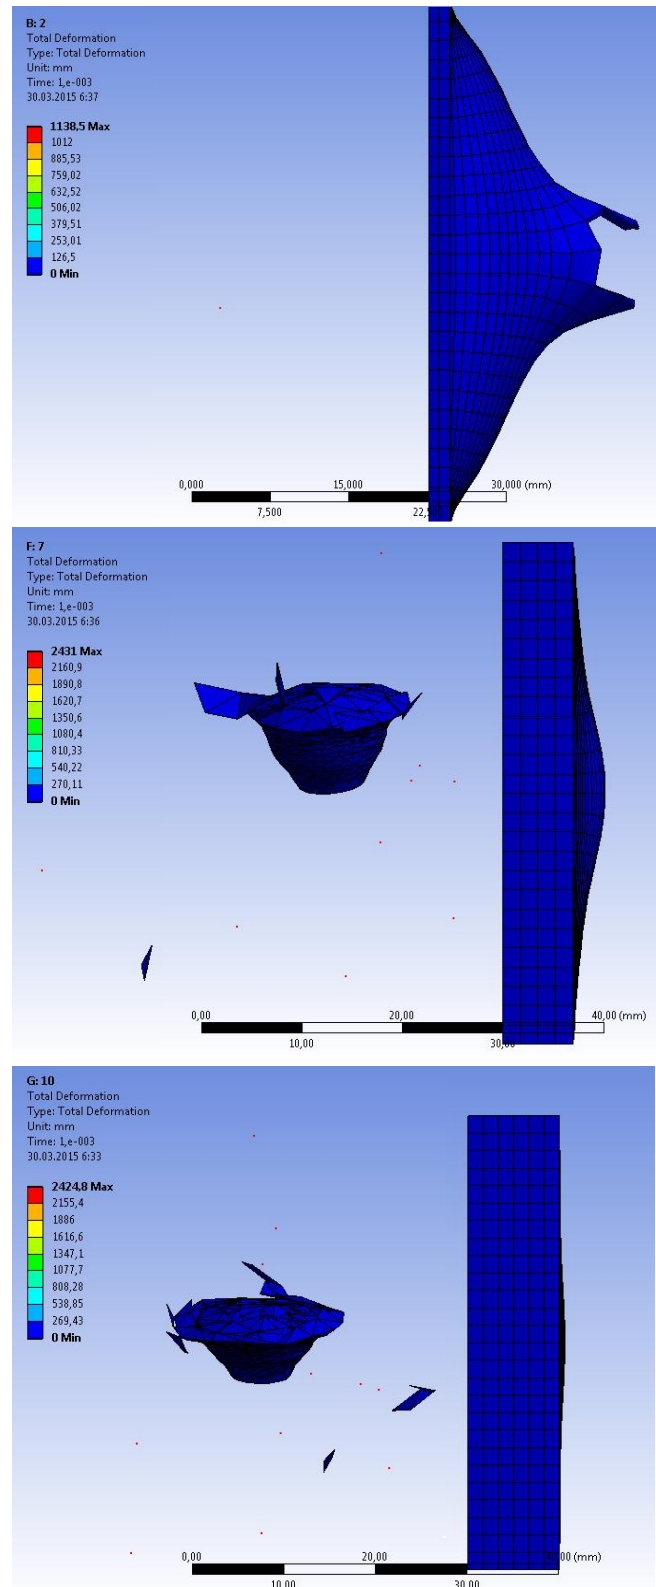 B: 2
Total Deformation
Type: Total Deformation
Unit: mm
Time: 1,e-003
30.03.2015 6:37
1138,5 Max
1012
885,53
759,02
632,52
506,02
379,51
253,01
126,5
0 Min
0,000 15,000 30,000 (mm)
7,500
F: 7
Total Deformation
Type: Total Deformation
Unit: mm
Time: 1,e-003
30.03.2015 6:36
2431 Max
2160,9
1890,8
1620,7
1350,6
1080,4
810,33
540,22
270,11
0 Min
0,00 20,00 40,00 (mm)
10,00 30,00
G: 10
Total Deformation
Type: Total Deformation
Unit: mm
Time: 1,e-003
30.03.2015 6:33
2424,8 Max
2155,4
1886
1616,6
1347,1
1077,7
808,28
538,85
269,43
0 Min
0,00 20,00 (mm)
10,00 30,00